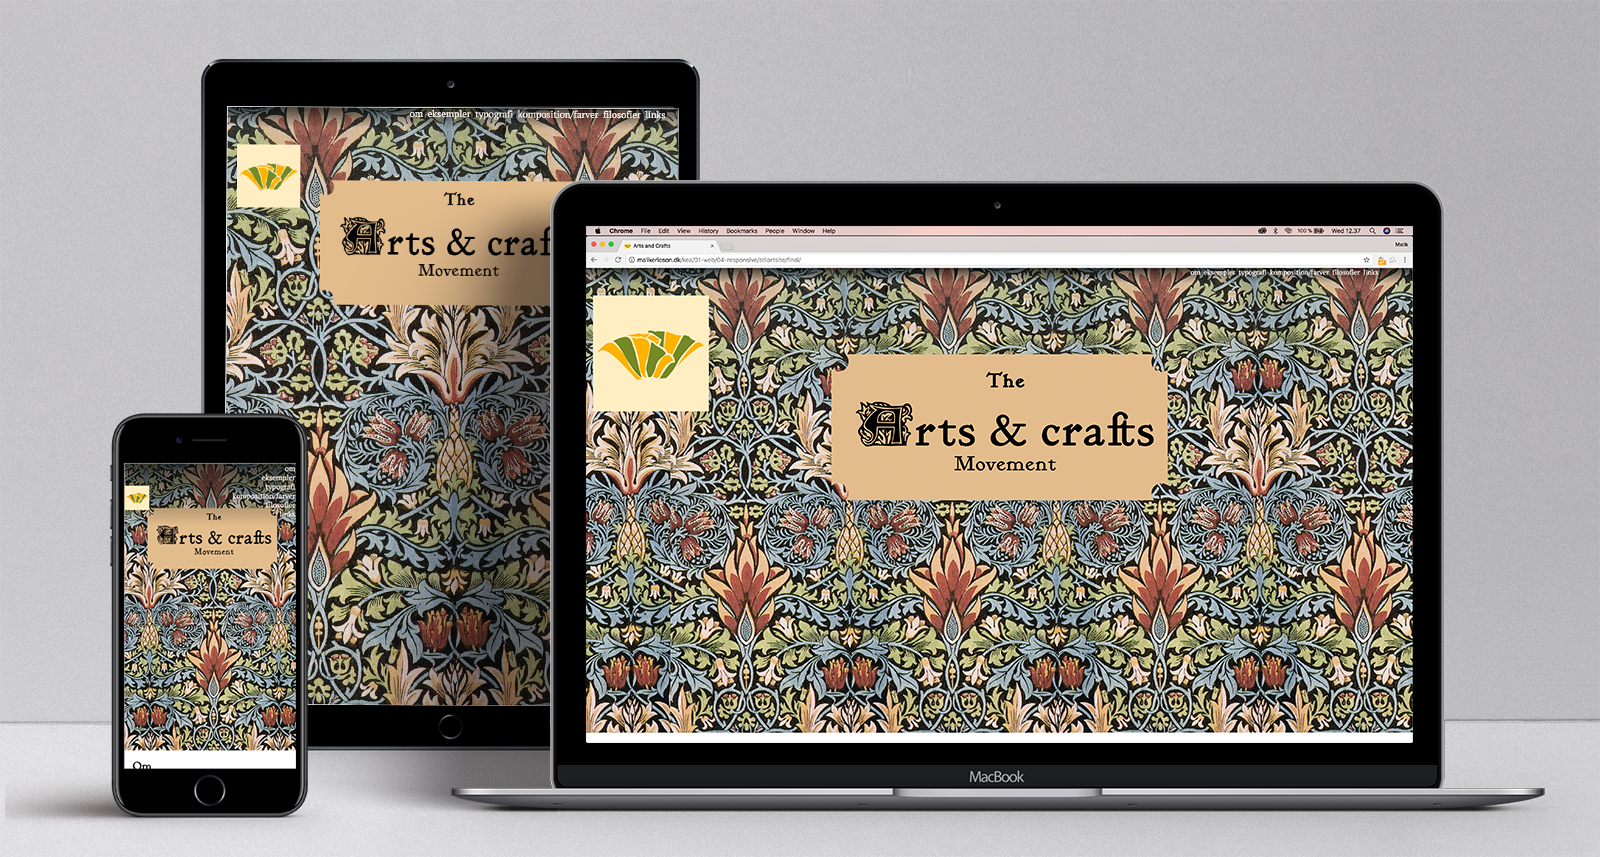 om eksempler typografi komposition/farver filosofier links
The
Arts & craf
Movement
Chrome File Edit View History Bookmarks People Window Help
100 % Wed 12.37
Arts and Crafts
Malik
malikericson.dk/kea/01-web/04-responsive/stilartsite/final/
om eksempler typografi komposition/farver filosofier links
The
Arts & crafts
Movement
om
eksempler
typografi
komposition/farver
filosofier
links
The
Arts & crafts
Movement
Om
MacBook